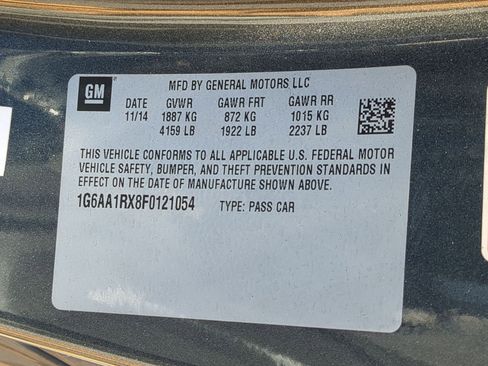 GM
MFD BY GENERAL MOTORS LLC
DATE GVWR GAWR FRT GAWR RR
11/14 1887 KG 872 KG 1015 KG
4159 LB 1922 LB 2237 LB
THIS VEHICLE CONFORMS TO ALL APPLICABLE U.S. FEDERAL MOTOR
VEHICLE SAFETY, BUMPER, AND THEFT PREVENTION STANDARDS IN
EFFECT ON THE DATE OF MANUFACTURE SHOWN ABOVE.
1G6AA1RX8F0121054 TYPE: PASS CAR